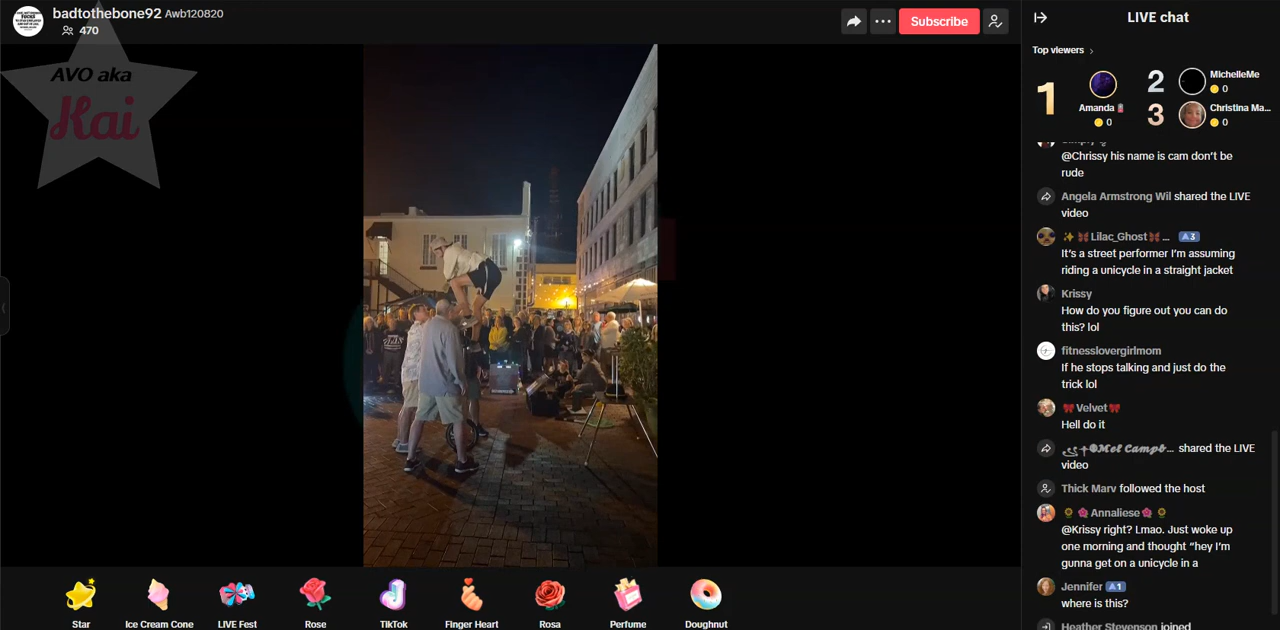 badtothebone92 Awb120820
470
AVO aka
Kai
Subscribe
LIVE chat
Top viewers
1
Amanda
0
2
MichelleMe
0
3
Christina Ma...
0
@Chrissy his name is cam don't be
rude
Angela Armstrong Wil shared the LIVE
video
Lilac_Ghost ... A3
It's a street performer I'm assuming
riding a unicycle in a straight jacket
Krissy
How do you figure out you can do
this? lol
fitnesslovergirlmom
If he stops talking and just do the
trick lol
Velvet
Hell do it
Mel Campb... shared the LIVE
video
Thick Marv followed the host
Annaliese
@Krissy right? Lmao. Just woke up
one morning and thought "hey I'm
gunna get on a unicycle in a
Jennifer A1
where is this?
Heather Stevenson joined
Star
Ice Cream Cone
LIVE Fest
Rose
TikTok
Finger Heart
Rosa
Perfume
Doughnut